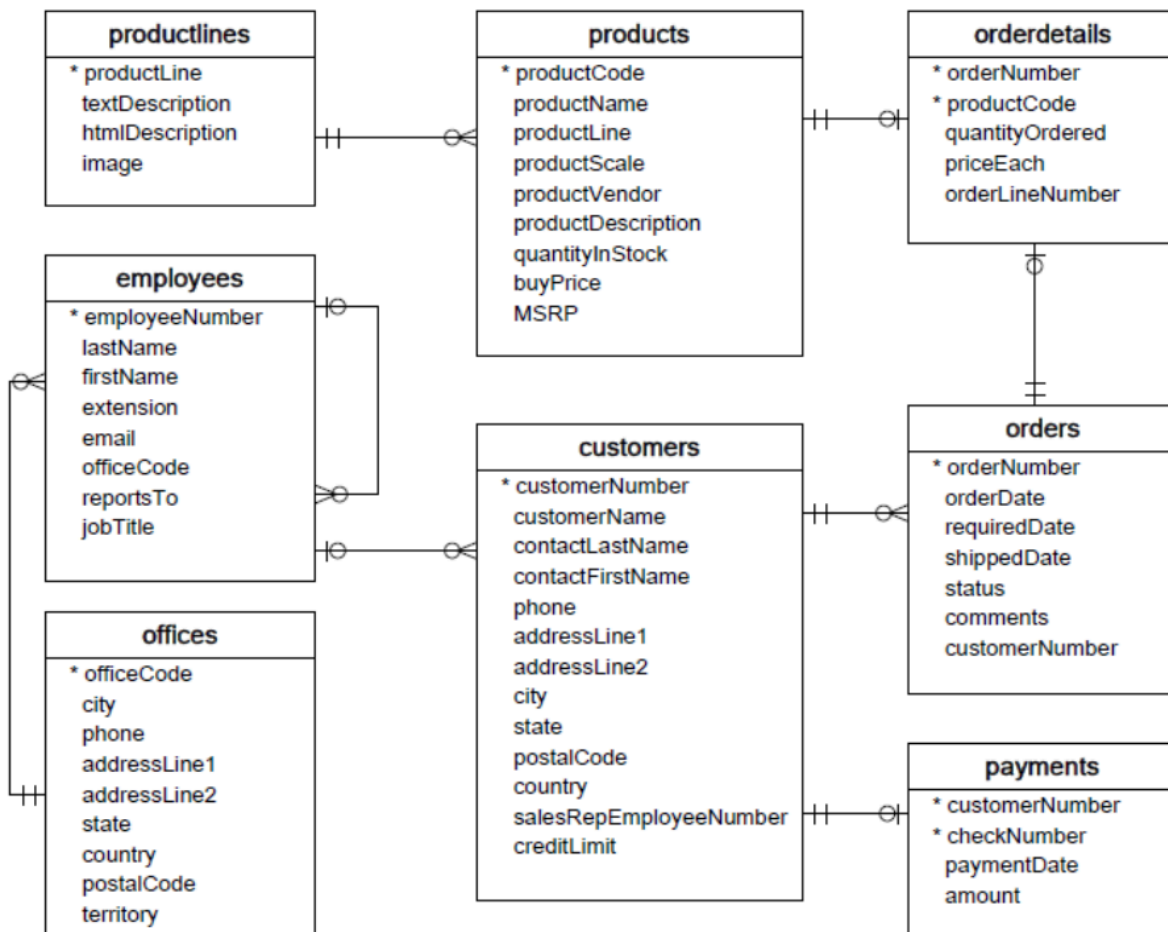 productlines
* productLine
textDescription
htmlDescription
image
products
* productCode
productName
productLine
productScale
productVendor
productDescription
quantityInStock
buyPrice
MSRP
orderdetails
* orderNumber
* productCode
quantityOrdered
priceEach
orderLineNumber
employees
* employeeNumber
lastName
firstName
extension
email
officeCode
reportsTo
jobTitle
customers
* customerNumber
customerName
contactLastName
contactFirstName
phone
addressLine1
addressLine2
city
state
postalCode
country
salesRepEmployeeNumber
creditLimit
orders
* orderNumber
orderDate
requiredDate
shippedDate
status
comments
customerNumber
offices
* officeCode
city
phone
addressLine1
addressLine2
state
country
postalCode
territory
payments
* customerNumber
* checkNumber
paymentDate
amount